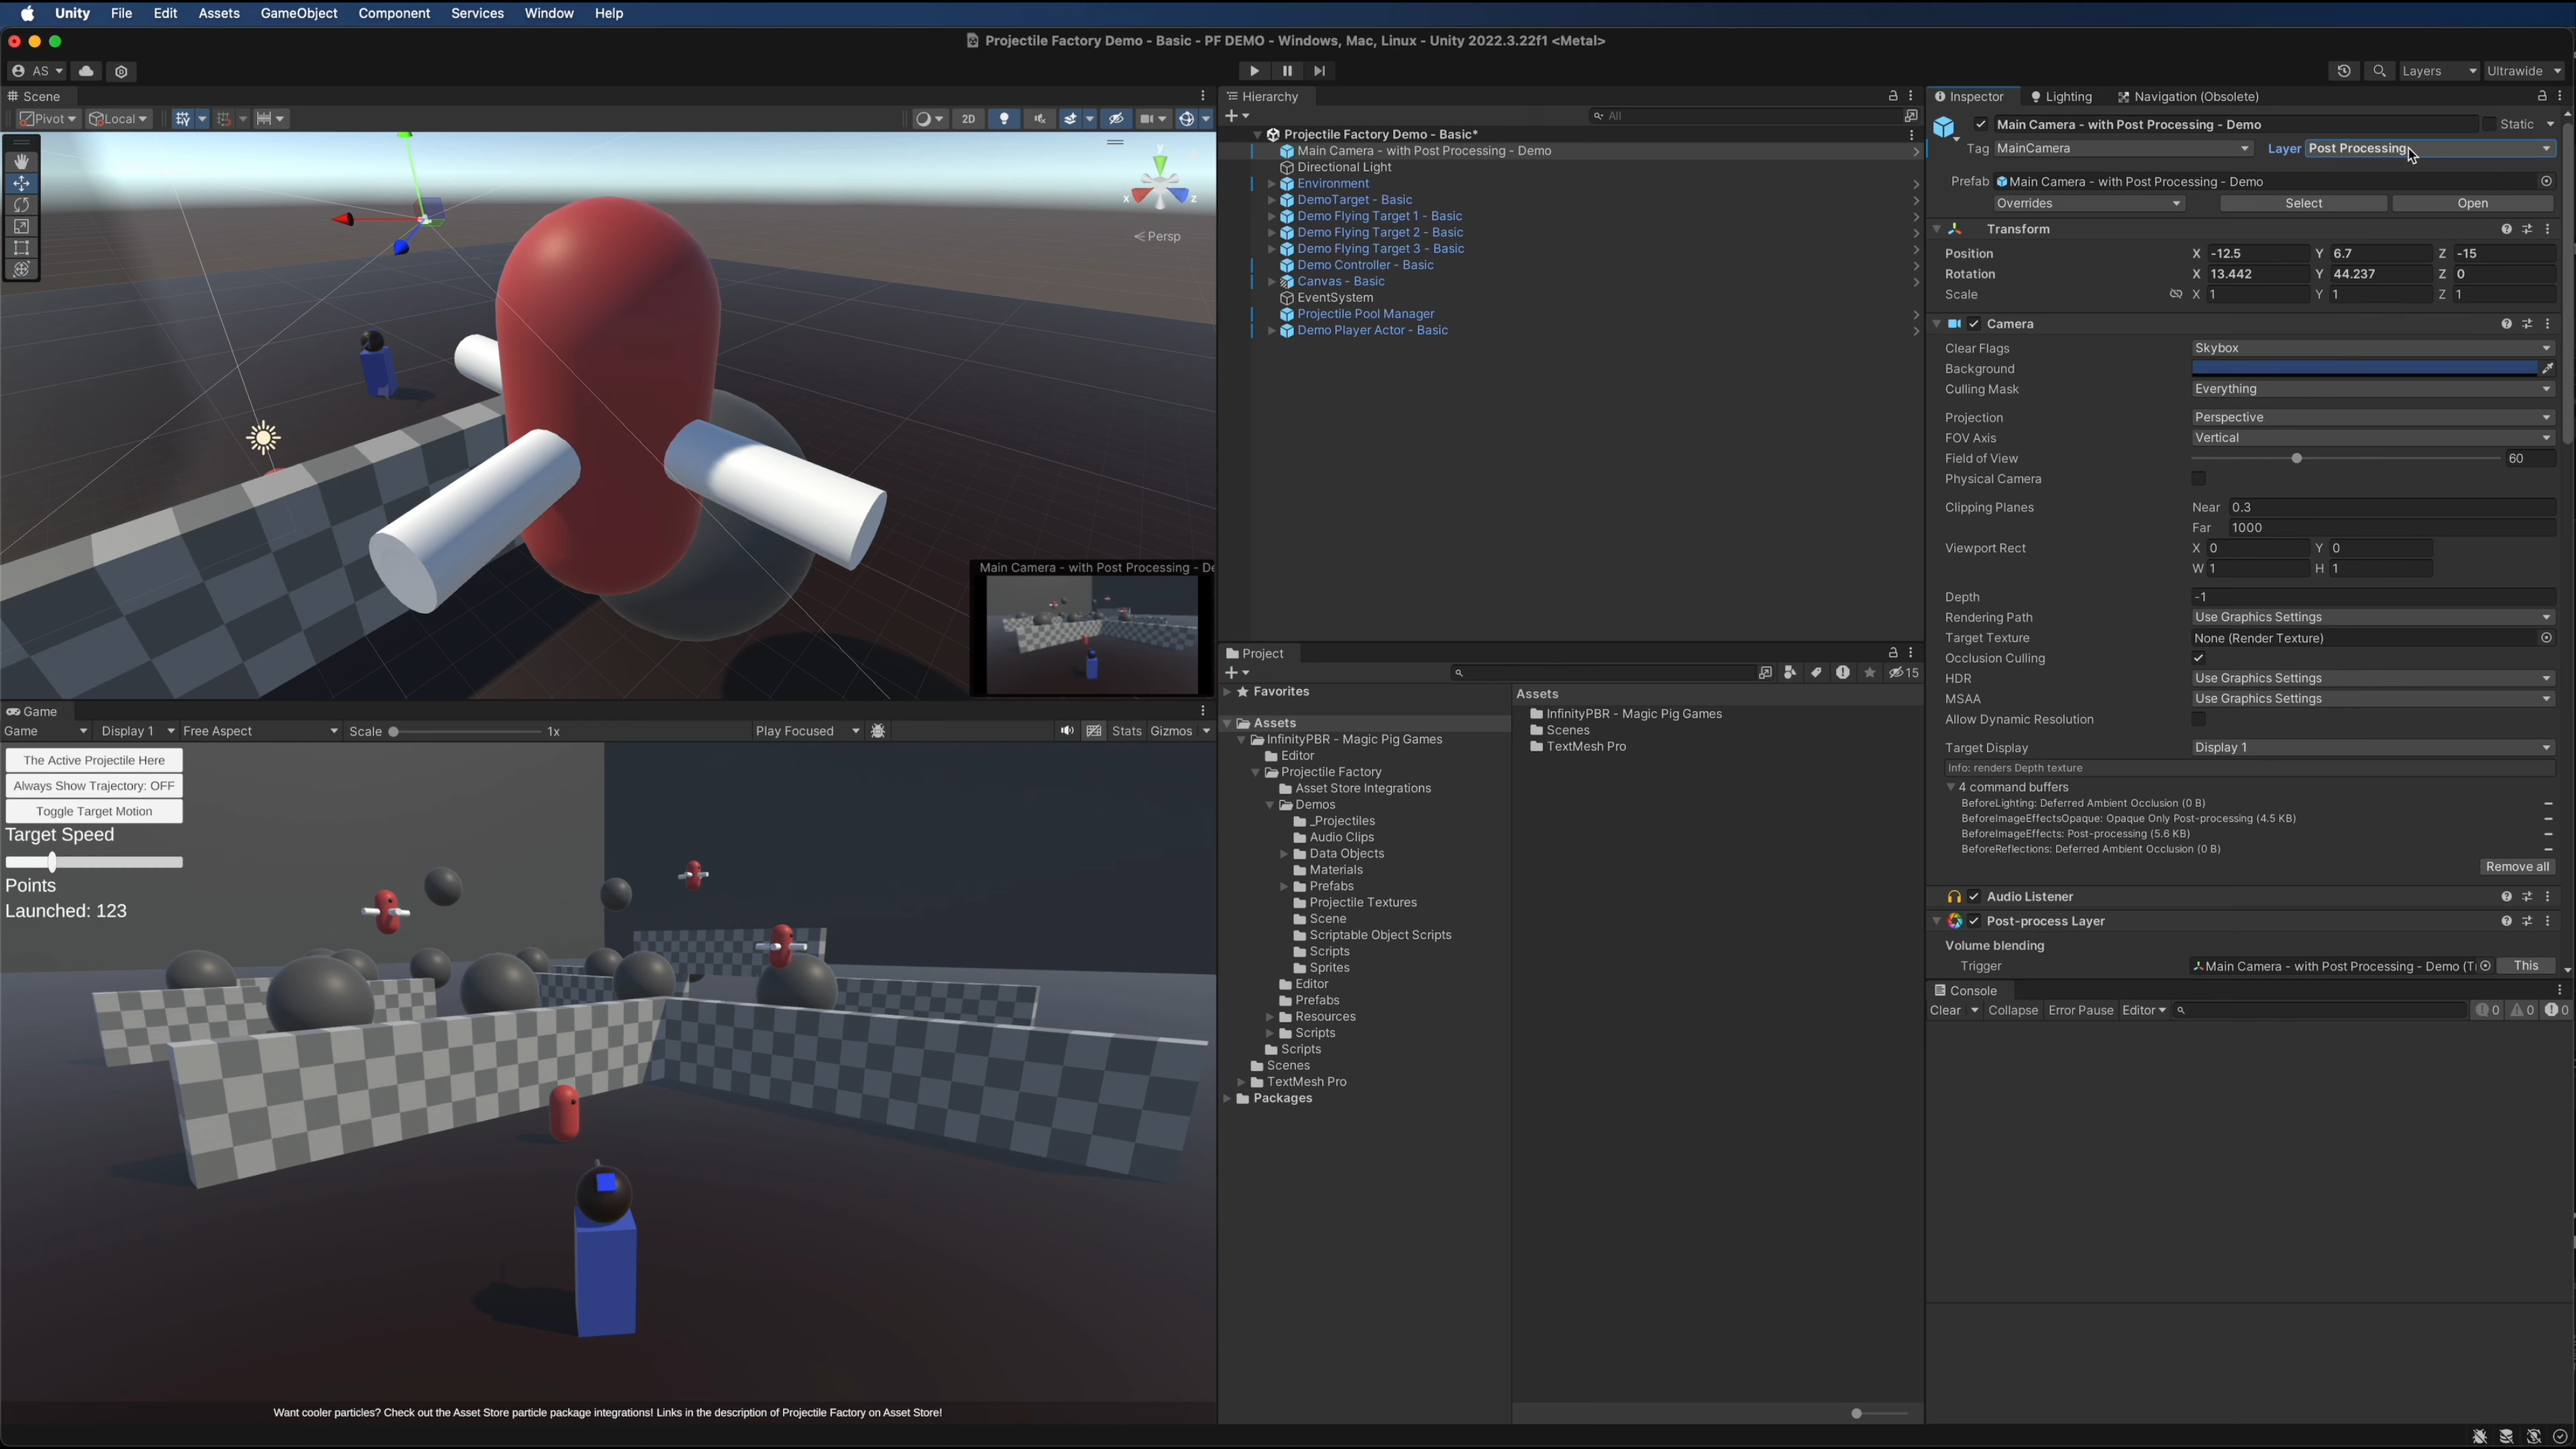 Unity File Edit Assets GameObject Component Services Window Help
Projectile Factory Demo - Basic - PF DEMO - Windows, Mac, Linux - Unity 2022.3.22f1 <Metal>
AS
Layers Ultrawide
Scene
Pivot Local 2D
y
x z
Persp
Main Camera - with Post Processing - De
Game
Game Display 1 Free Aspect Scale 1x Play Focused Stats Gizmos
The Active Projectile Here
Always Show Trajectory: OFF
Toggle Target Motion
Target Speed
Points
Launched: 123
Want cooler particles? Check out the Asset Store particle package integrations! Links in the description of Projectile Factory on Asset Store!
Hierarchy
All
Projectile Factory Demo - Basic*
Main Camera - with Post Processing - Demo
Directional Light
Environment
DemoTarget - Basic
Demo Flying Target 1 - Basic
Demo Flying Target 2 - Basic
Demo Flying Target 3 - Basic
Demo Controller - Basic
Canvas - Basic
EventSystem
Projectile Pool Manager
Demo Player Actor - Basic
Project
15
Favorites
Assets
InfinityPBR - Magic Pig Games
Editor
Projectile Factory
Asset Store Integrations
Demos
_Projectiles
Audio Clips
Data Objects
Materials
Prefabs
Projectile Textures
Scene
Scriptable Object Scripts
Scripts
Sprites
Editor
Prefabs
Resources
Scripts
Scripts
Scenes
TextMesh Pro
Packages
Assets
InfinityPBR - Magic Pig Games
Scenes
TextMesh Pro
Inspector Lighting Navigation (Obsolete)
Main Camera - with Post Processing - Demo Static
Tag MainCamera Layer Post Processing
Prefab Main Camera - with Post Processing - Demo
Overrides Select Open
Transform
Position X -12.5 Y 6.7 Z -15
Rotation X 13.442 Y 44.237 Z 0
Scale X 1 Y 1 Z 1
Camera
Clear Flags Skybox
Background
Culling Mask Everything
Projection Perspective
FOV Axis Vertical
Field of View 60
Physical Camera
Clipping Planes Near 0.3
Far 1000
Viewport Rect X 0 Y 0
W 1 H 1
Depth -1
Rendering Path Use Graphics Settings
Target Texture None (Render Texture)
Occlusion Culling
HDR Use Graphics Settings
MSAA Use Graphics Settings
Allow Dynamic Resolution
Target Display Display 1
Info: renders Depth texture
4 command buffers
BeforeLighting: Deferred Ambient Occlusion (0 B)
BeforeImageEffectsOpaque: Opaque Only Post-processing (4.5 KB)
BeforeImageEffects: Post-processing (5.6 KB)
BeforeReflections: Deferred Ambient Occlusion (0 B)
Remove all
Audio Listener
Post-process Layer
Volume blending
Trigger Main Camera - with Post Processing - Demo (T This
Console
Clear Collapse Error Pause Editor 0 0 0